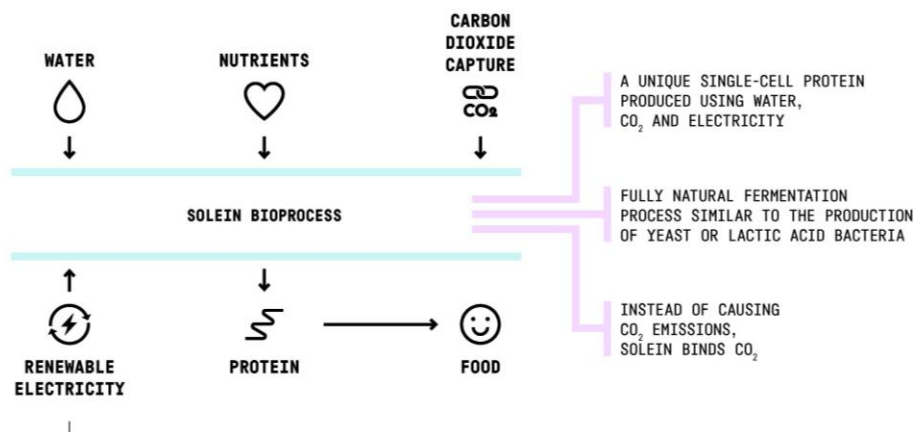 WATER
NUTRIENTS
CARBON
DIOXIDE
CAPTURE
CO₂
SOLEIN BIOPROCESS
RENEWABLE
ELECTRICITY
PROTEIN
FOOD
A UNIQUE SINGLE-CELL PROTEIN
PRODUCED USING WATER,
CO₂ AND ELECTRICITY
FULLY NATURAL FERMENTATION
PROCESS SIMILAR TO THE PRODUCTION
OF YEAST OR LACTIC ACID BACTERIA
INSTEAD OF CAUSING
CO₂ EMISSIONS,
SOLEIN BINDS CO₂